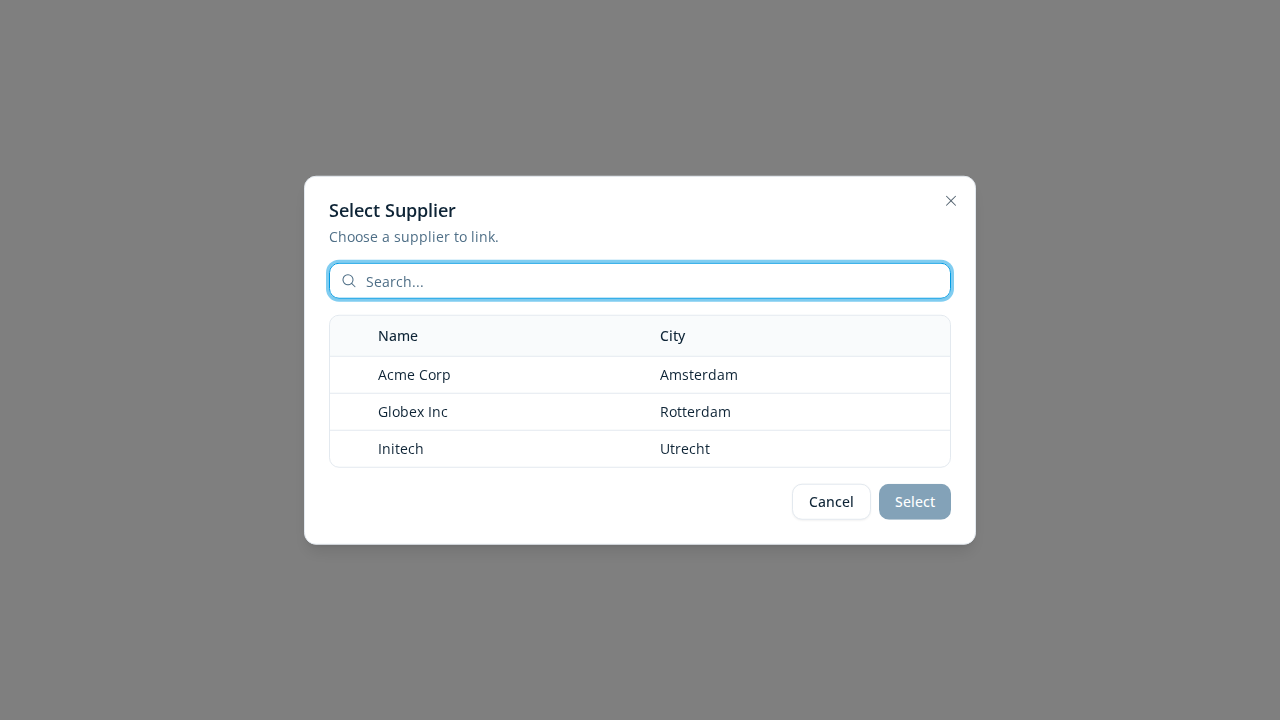 Select Supplier
Choose a supplier to link.
Search...
Name City
Acme Corp Amsterdam
Globex Inc Rotterdam
Initech Utrecht
Cancel Select